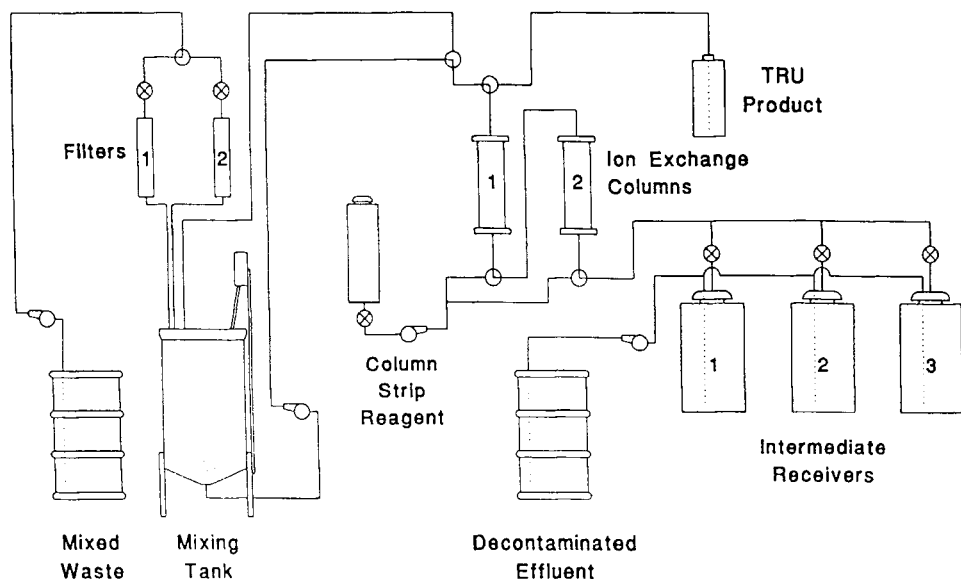 TRU
Product
Filters
1
2
Ion Exchange
Columns
1
2
Column
Strip
Reagent
1
2
3
Intermediate
Receivers
Mixed
Waste
Mixing
Tank
Decontaminated
Effluent